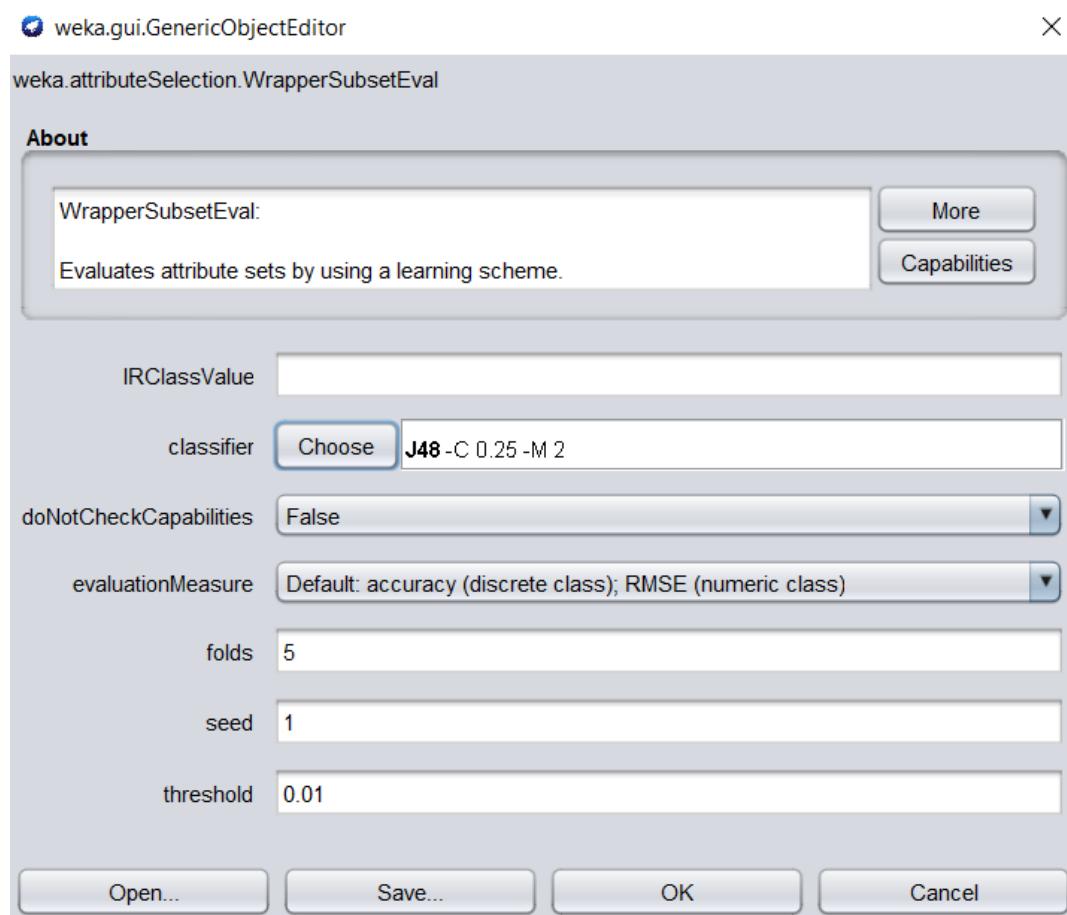 weka.gui.GenericObjectEditor
weka.attributeSelection.WrapperSubsetEval
About
WrapperSubsetEval:
More
Evaluates attribute sets by using a learning scheme.
Capabilities
IRClassValue
classifier Choose J48 -C 0.25 -M 2
doNotCheckCapabilities False
evaluationMeasure Default: accuracy (discrete class); RMSE (numeric class)
folds 5
seed 1
threshold 0.01
Open... Save... OK Cancel